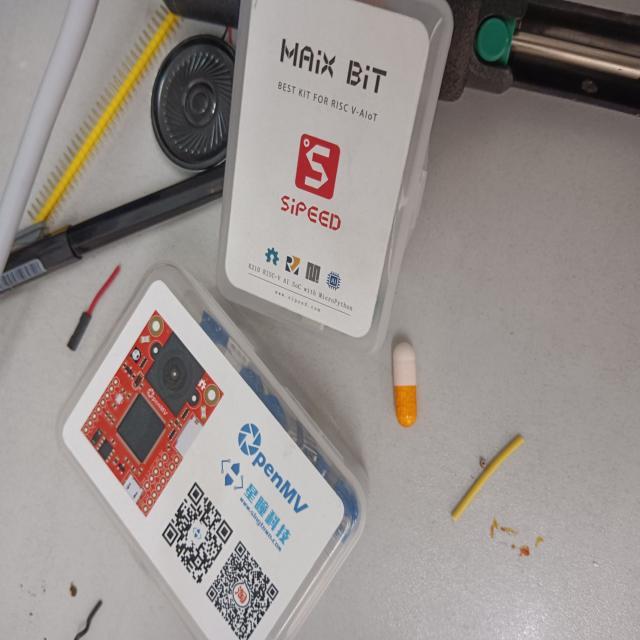 MAiX BiT
BEST KIT FOR RISC V-AIoT
SiPEED
K210 RISC-V AI SoC with MicroPython
www.sipeed.com
OpenMV
星瞳科技